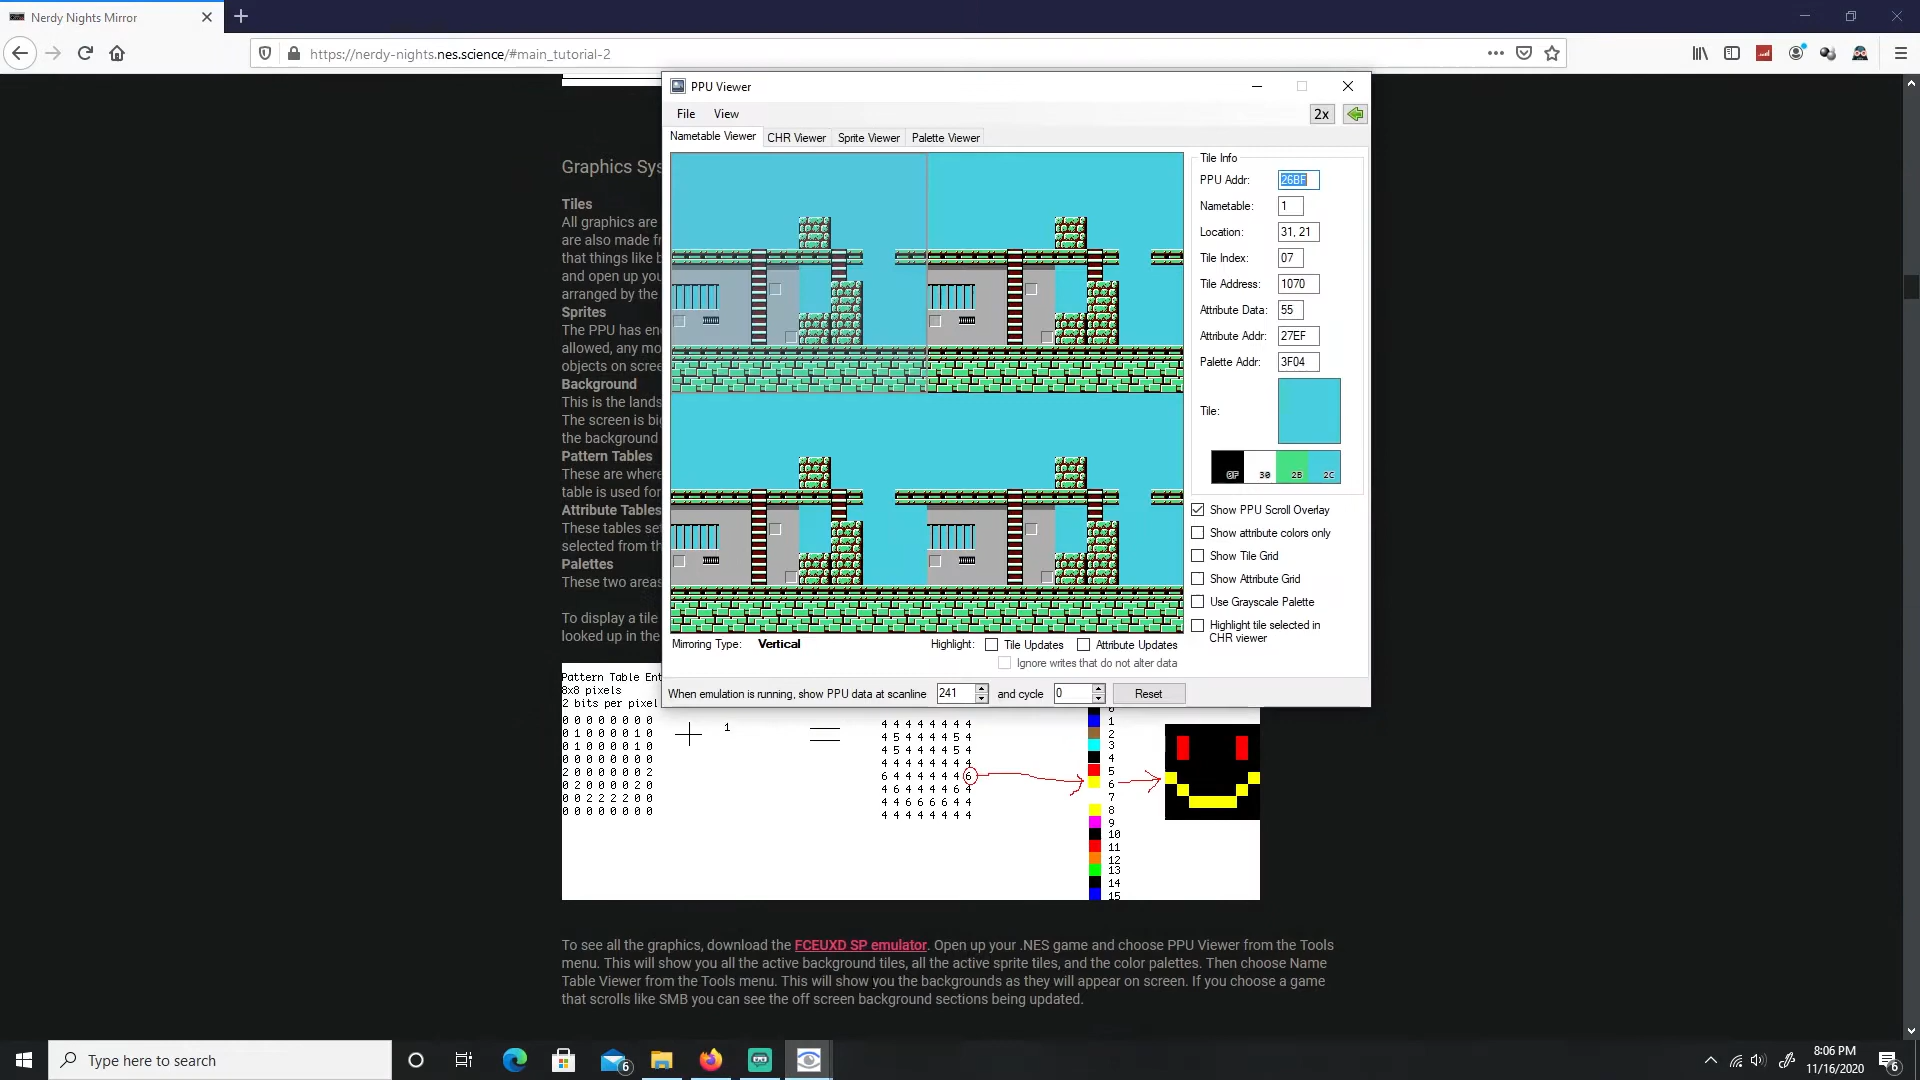 Nerdy Nights Mirror
https://nerdy-nights.nes.science/#main_tutorial-2
PPU Viewer
File View
2x
Nametable Viewer CHR Viewer Sprite Viewer Palette Viewer
Tile Info
PPU Addr: 26BF
Nametable: 1
Location: 31, 21
Tile Index: 07
Tile Address: 1070
Attribute Data: 55
Attribute Addr: 27EF
Palette Addr: 3F04
Tile:
0F 30 2B 2C
Show PPU Scroll Overlay
Show attribute colors only
Show Tile Grid
Show Attribute Grid
Use Grayscale Palette
Highlight tile selected in
CHR viewer
Mirroring Type: Vertical
Highlight: Tile Updates Attribute Updates
Ignore writes that do not alter data
When emulation is running, show PPU data at scanline 241 and cycle 0 Reset
Graphics Sys
Tiles
All graphics are
are also made fr
that things like b
and open up you
arranged by the
Sprites
The PPU has en
allowed, any mo
objects on scree
Background
This is the lands
The screen is big
the background
Pattern Tables
These are where
table is used for
Attribute Tables
These tables set
selected from th
Palettes
These two areas
To display a tile
looked up in the
Pattern Table Ent
8x8 pixels
2 bits per pixel
0 0 0 0 0 0 0 0
0 1 0 0 0 0 1 0
0 1 0 0 0 0 1 0
0 0 0 0 0 0 0 0
2 0 0 0 0 0 0 2
0 2 0 0 0 0 2 0
0 0 2 2 2 2 0 0
0 0 0 0 0 0 0 0
+ 1 =
4 4 4 4 4 4 4 4
4 5 4 4 4 4 5 4
4 5 4 4 4 4 5 4
4 4 4 4 4 4 4 4
6 4 4 4 4 4 4 6
4 6 4 4 4 4 6 4
4 4 6 6 6 6 4 4
4 4 4 4 4 4 4 4
0
1
2
3
4
5
6
7
8
9
10
11
12
13
14
15
To see all the graphics, download the FCEUXD SP emulator. Open up your .NES game and choose PPU Viewer from the Tools
menu. This will show you all the active background tiles, all the active sprite tiles, and the color palettes. Then choose Name
Table Viewer from the Tools menu. This will show you the backgrounds as they will appear on screen. If you choose a game
that scrolls like SMB you can see the off screen background sections being updated.
Type here to search
6
8:06 PM
11/16/2020
6